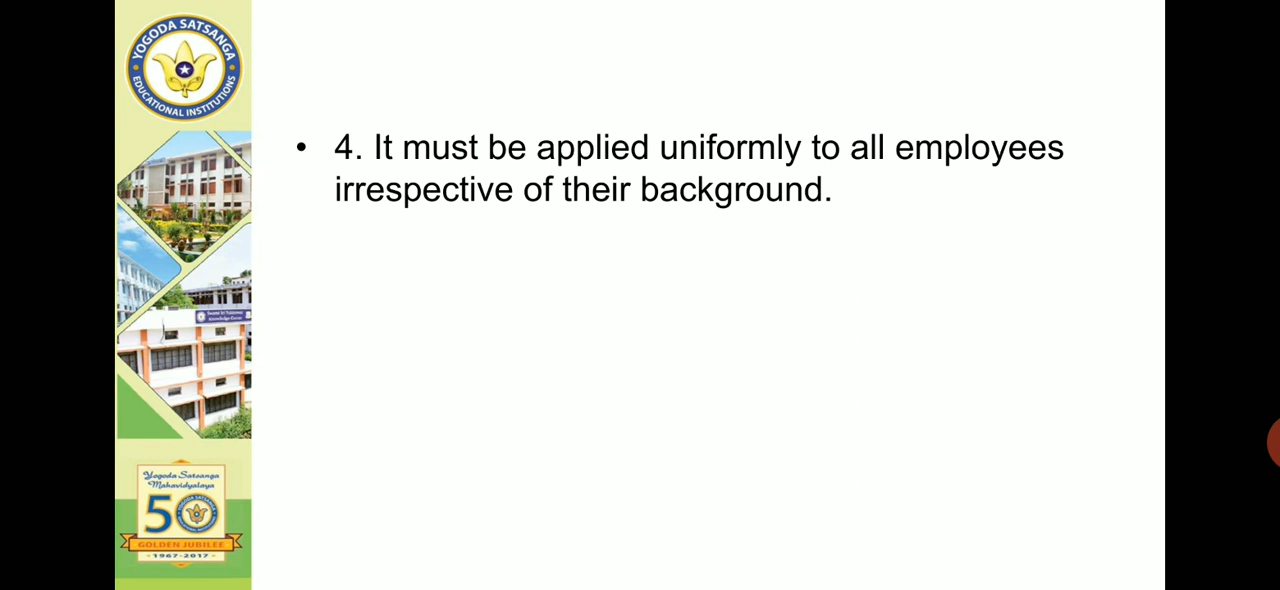 YOGODA SATSANGA
EDUCATIONAL INSTITUTIONS
• 4. It must be applied uniformly to all employees
irrespective of their background.
Yogoda Satsanga
Mahavidyalaya
50
GOLDEN JUBILEE
-1967-2017-